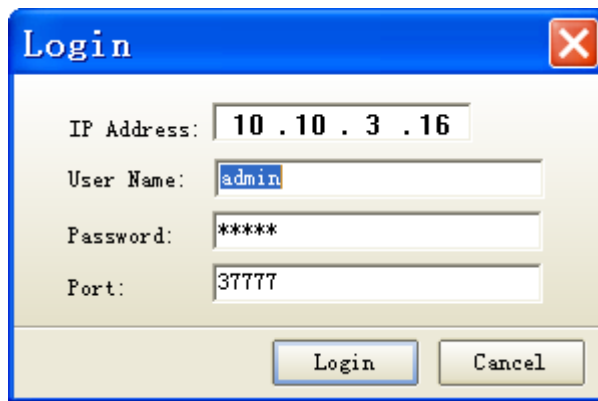 Login
IP Address: 10 .10 . 3 .16
User Name: admin
Password: *****
Port: 37777
Login Cancel